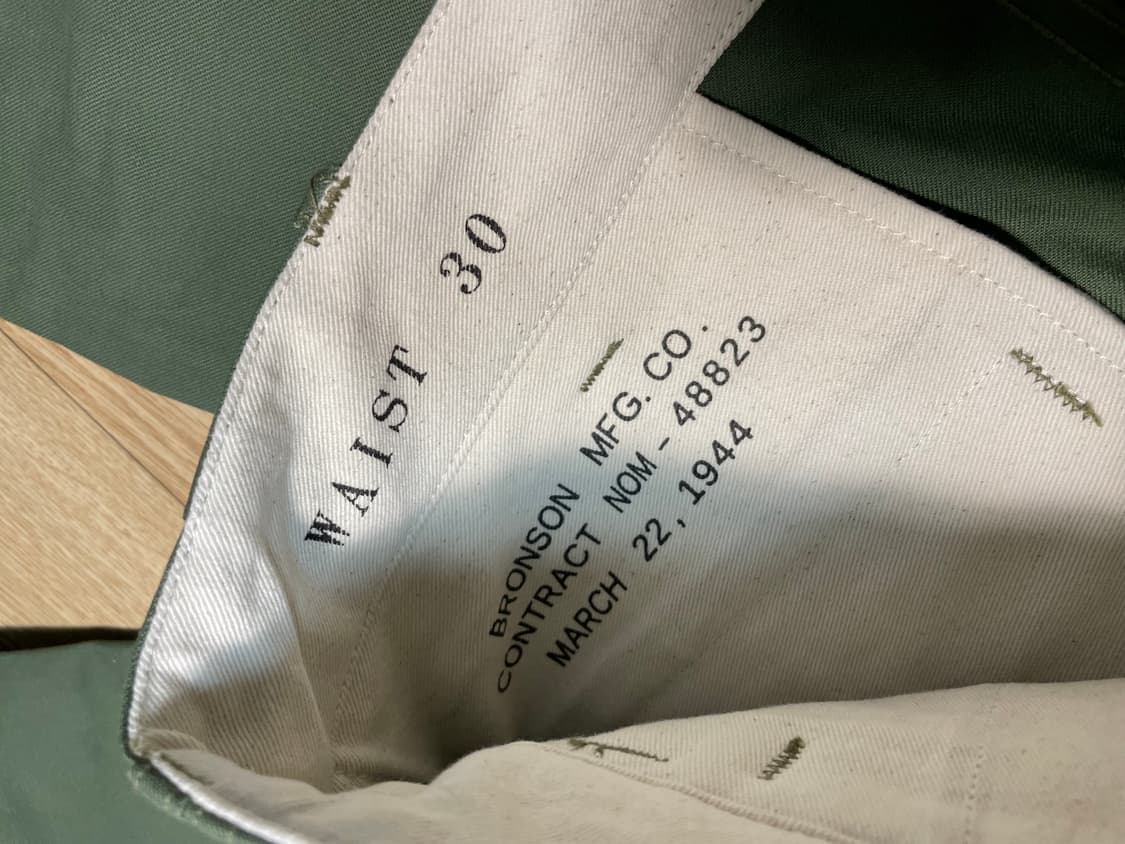 WAIST 30
BRONSON MFG. CO.
CONTRACT NOM - 48823
MARCH 22, 1944